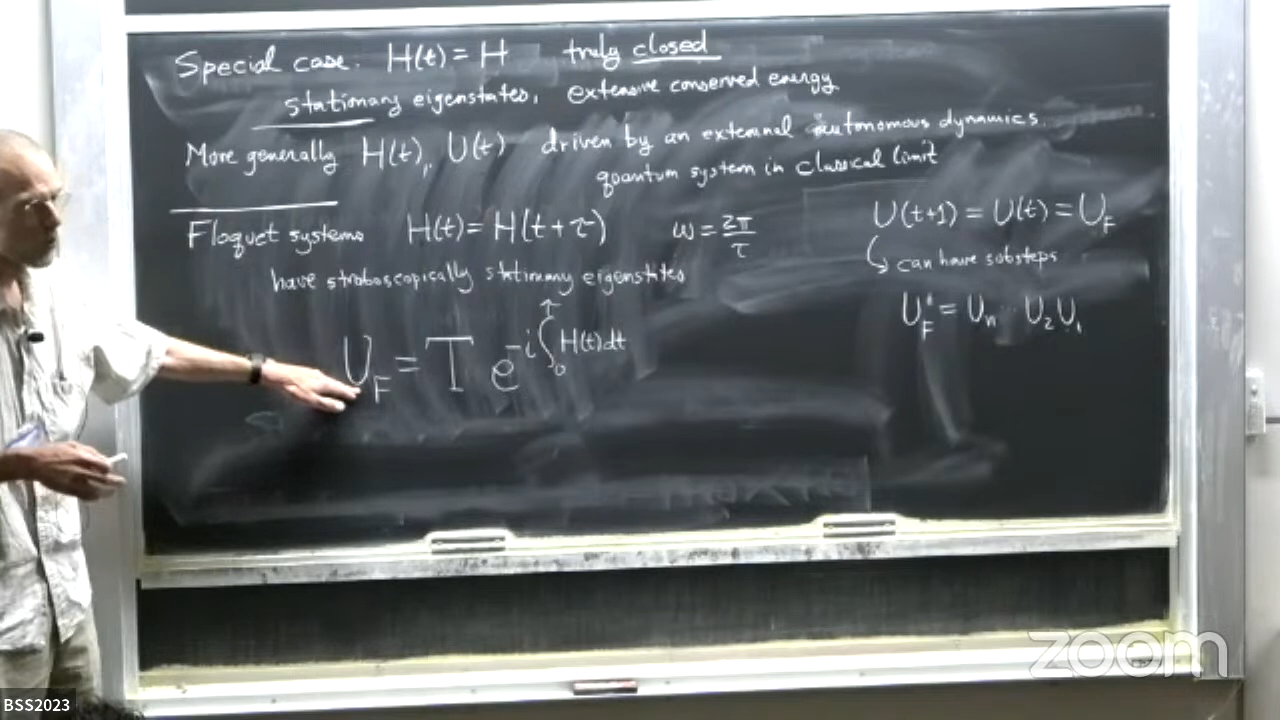 Special case. H(t) = H truly closed
stationary eigenstates, extensive conserved energy
More generally H(t), U(t) driven by an external autonomous dynamics
quantum system in classical limit
Floquet systems H(t) = H(t + τ) ω = 2π/τ
have stroboscopically stationary eigenstates
U_F = T e^{-i∫_0^τ H(t)dt}
U(t+1) = U(t) = U_F
↳ can have substeps
U_F = U_n U_2 U_1
zoom
BSS2023